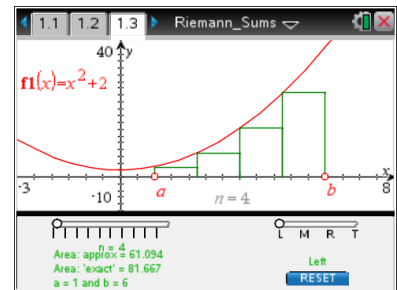 1.1 1.2 1.3 Riemann_Sums
40 y
f1(x)=x²+2
x
-3 a b 8
-10 n = 4
L M R T
n = 4
Area: approx = 61.094
Area: 'exact' = 81.667
a = 1 and b = 6
Left
RESET